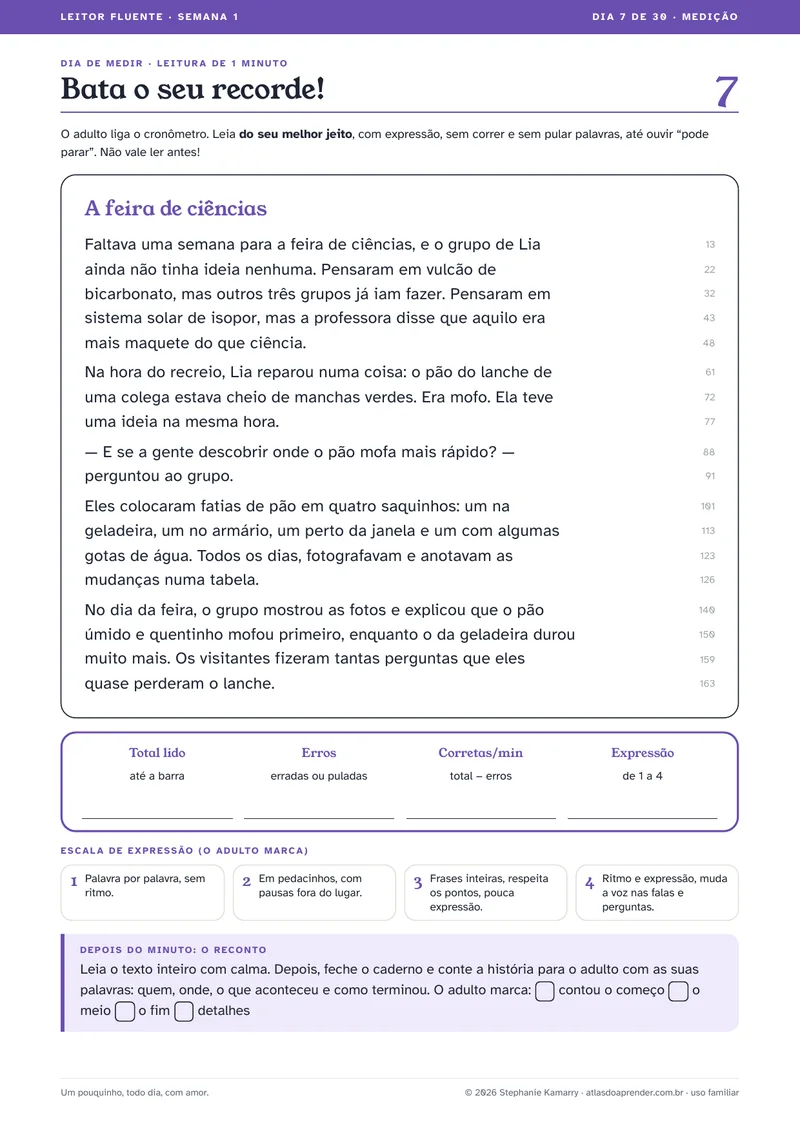 LEITOR FLUENTE · SEMANA 1
DIA 7 DE 30 · MEDIÇÃO
DIA DE MEDIR · LEITURA DE 1 MINUTO
Bata o seu recorde!
7
O adulto liga o cronômetro. Leia do seu melhor jeito, com expressão, sem correr e sem pular palavras, até ouvir “pode
parar”. Não vale ler antes!
A feira de ciências
Faltava uma semana para a feira de ciências, e o grupo de Lia 13
ainda não tinha ideia nenhuma. Pensaram em vulcão de 22
bicarbonato, mas outros três grupos já iam fazer. Pensaram em 32
sistema solar de isopor, mas a professora disse que aquilo era 43
mais maquete do que ciência. 48
Na hora do recreio, Lia reparou numa coisa: o pão do lanche de 61
uma colega estava cheio de manchas verdes. Era mofo. Ela teve 72
uma ideia na mesma hora. 77
— E se a gente descobrir onde o pão mofa mais rápido? — 88
perguntou ao grupo. 91
Eles colocaram fatias de pão em quatro saquinhos: um na 101
geladeira, um no armário, um perto da janela e um com algumas 113
gotas de água. Todos os dias, fotografavam e anotavam as 123
mudanças numa tabela. 126
No dia da feira, o grupo mostrou as fotos e explicou que o pão 140
úmido e quentinho mofou primeiro, enquanto o da geladeira durou 150
muito mais. Os visitantes fizeram tantas perguntas que eles 159
quase perderam o lanche. 163
Total lido
até a barra
Erros
erradas ou puladas
Corretas/min
total – erros
Expressão
de 1 a 4
ESCALA DE EXPRESSÃO (O ADULTO MARCA)
1 Palavra por palavra, sem
ritmo.
2 Em pedacinhos, com
pausas fora do lugar.
3 Frases inteiras, respeita
os pontos, pouca
expressão.
4 Ritmo e expressão, muda
a voz nas falas e
perguntas.
DEPOIS DO MINUTO: O RECONTO
Leia o texto inteiro com calma. Depois, feche o caderno e conte a história para o adulto com as suas
palavras: quem, onde, o que aconteceu e como terminou. O adulto marca: contou o começo o
meio o fim detalhes
Um pouquinho, todo dia, com amor.
© 2026 Stephanie Kamarry · atlasdoaprender.com.br · uso familiar